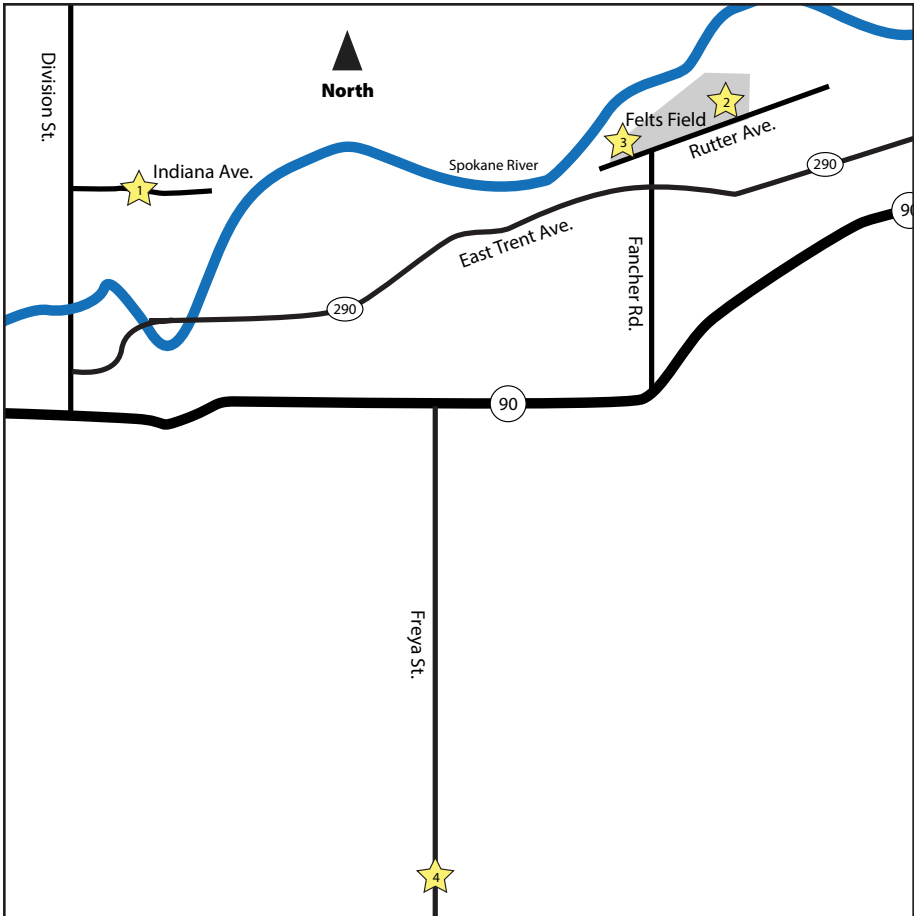 Division St.
North
2
Felts Field
3
Rutter Ave.
Spokane River
290
Indiana Ave.
1
90
East Trent Ave.
Fancher Rd.
290
90
Freya St.
4